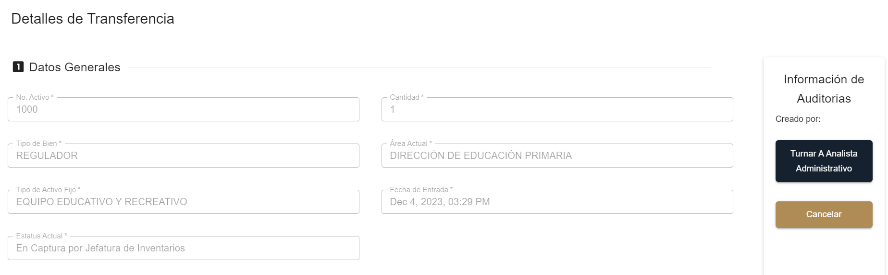 Detalles de Transferencia
1 Datos Generales
No. Activo *
1000
Cantidad *
1
Tipo de Bien *
REGULADOR
Área Actual *
DIRECCIÓN DE EDUCACIÓN PRIMARIA
Tipo de Activo Fijo *
EQUIPO EDUCATIVO Y RECREATIVO
Fecha de Entrada *
Dec 4, 2023, 03:29 PM
Estatus Actual *
En Captura por Jefatura de Inventarios
Información de
Auditorias
Creado por:
Turnar A Analista
Administrativo
Cancelar